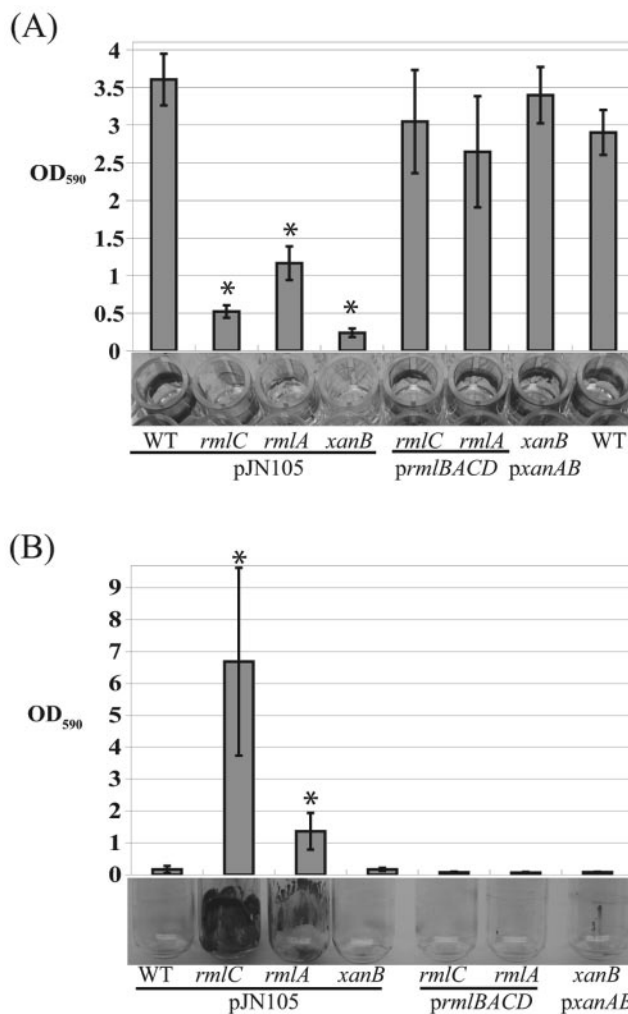 (A)
4
3.5
3
OD590
2.5
2
1.5
1
0.5
0
* * *
WT rmlC rmlA xanB rmlC rmlA xanB WT
pJN105 prmlBACD pxanAB
(B)
9
8
7
6
OD590
5
4
3
2
1
0
* *
WT rmlC rmlA xanB rmlC rmlA xanB
pJN105 prmlBACD pxanAB